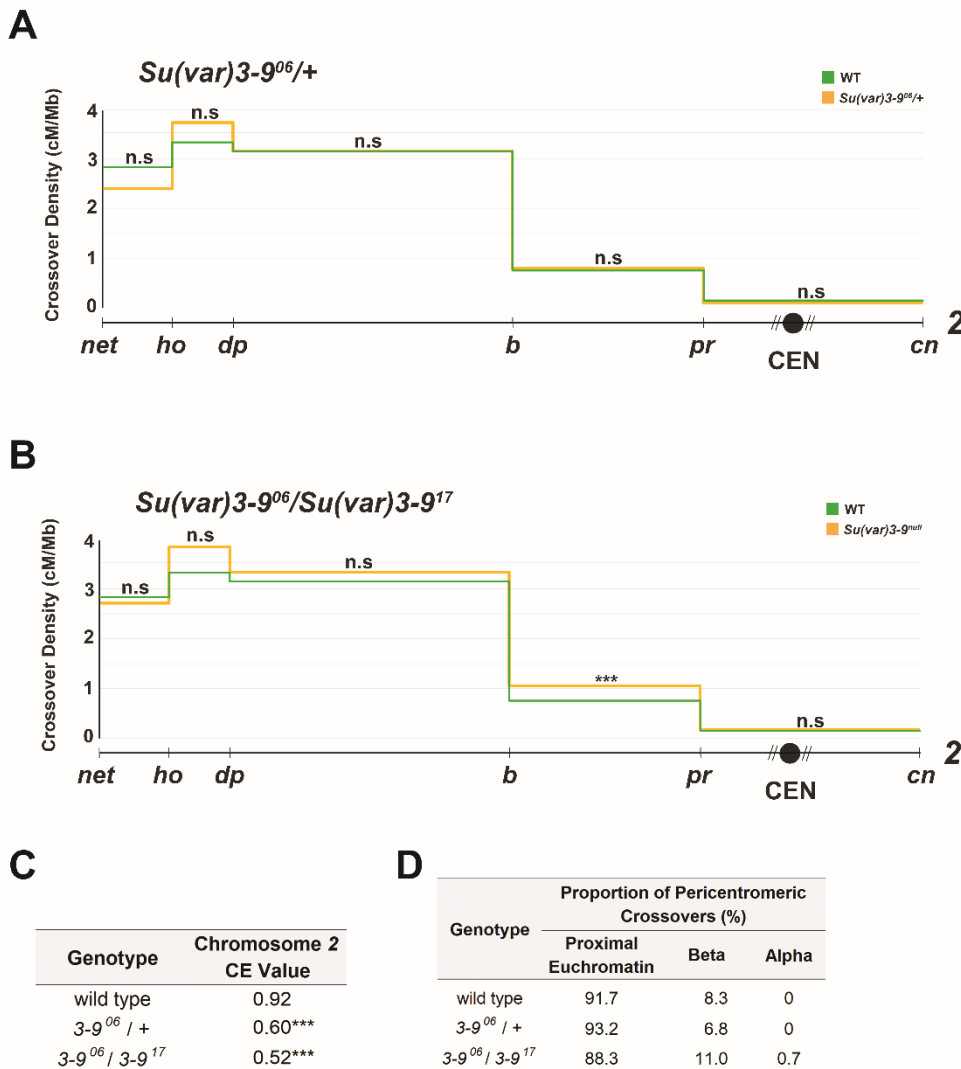 A
Su(var)3-9⁰⁶/+
WT
Su(var)3-9⁰⁶/+
Crossover Density (cM/Mb)
4
3
2
1
0
n.s
n.s
n.s
n.s
n.s
net ho dp b pr cn
CEN
2
B
Su(var)3-9⁰⁶/Su(var)3-9¹⁷
WT
Su(var)3-9ⁿᵘˡˡ
Crossover Density (cM/Mb)
4
3
2
1
0
n.s
n.s
n.s
***
n.s
net ho dp b pr cn
CEN
2
C
Genotype Chromosome 2
CE Value
wild type 0.92
3-9⁰⁶ / + 0.60***
3-9⁰⁶ / 3-9¹⁷ 0.52***
D
Genotype Proportion of Pericentromeric
Crossovers (%)
Proximal
Euchromatin Beta Alpha
wild type 91.7 8.3 0
3-9⁰⁶ / + 93.2 6.8 0
3-9⁰⁶ / 3-9¹⁷ 88.3 11.0 0.7